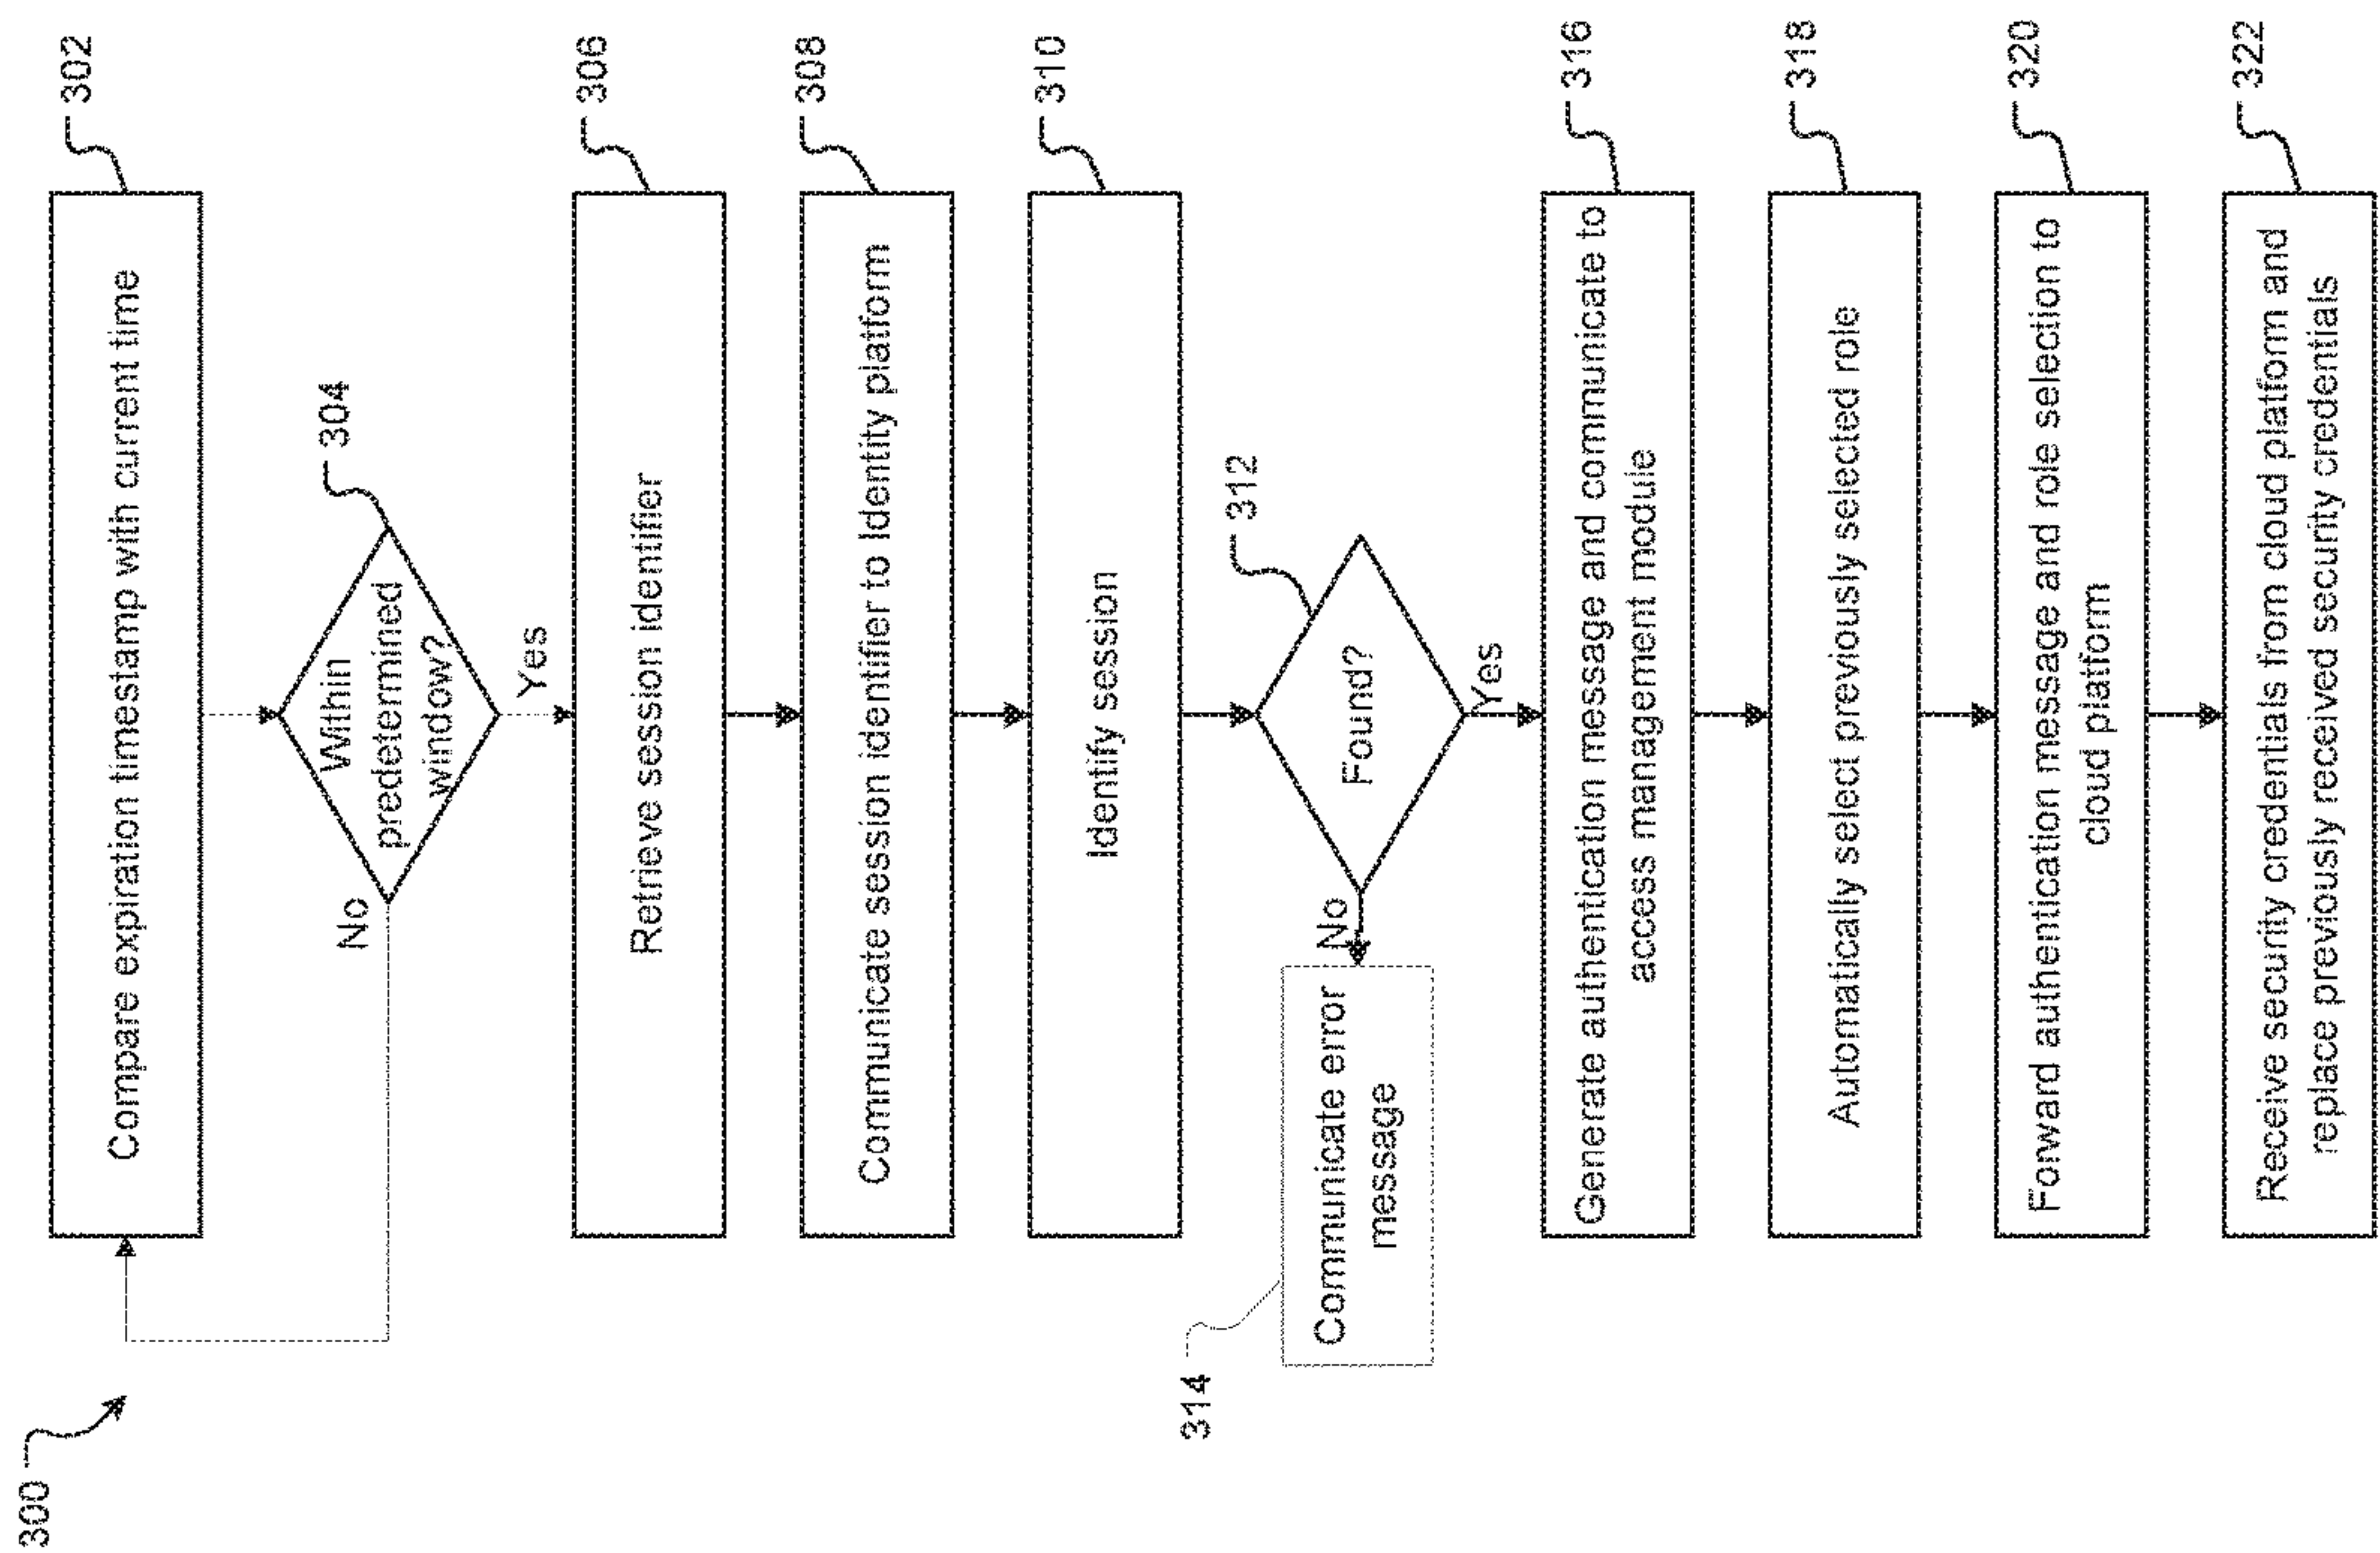 300
302
Compare expiration timestamp with current time
304
Within
predetermined
window?
No
Yes
306
Retrieve session identifier
308
Communicate session identifier to Identity platform
310
Identify session
312
Found?
No
Yes
314
Communicate error
message
316
Generate authentication message and communicate to
access management module
318
Automatically select previously selected role
320
Forward authentication message and role selection to
cloud platform
322
Receive security credentials from cloud platform and
replace previously received security credentials